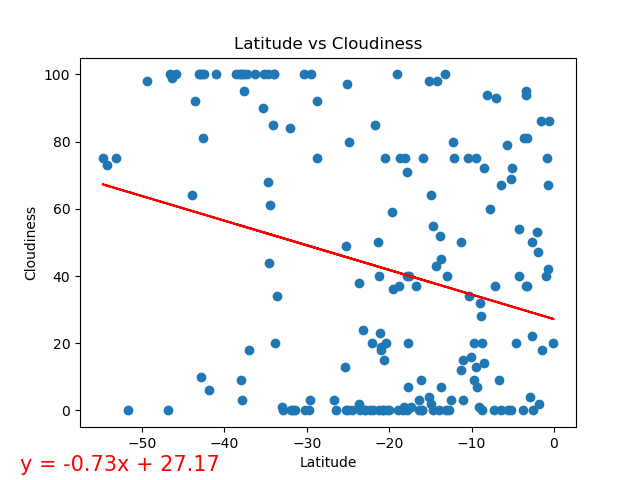 Latitude vs Cloudiness
100
80
60
40
20
0
Cloudiness
−50 −40 −30 −20 −10 0
Latitude
y = -0.73x + 27.17